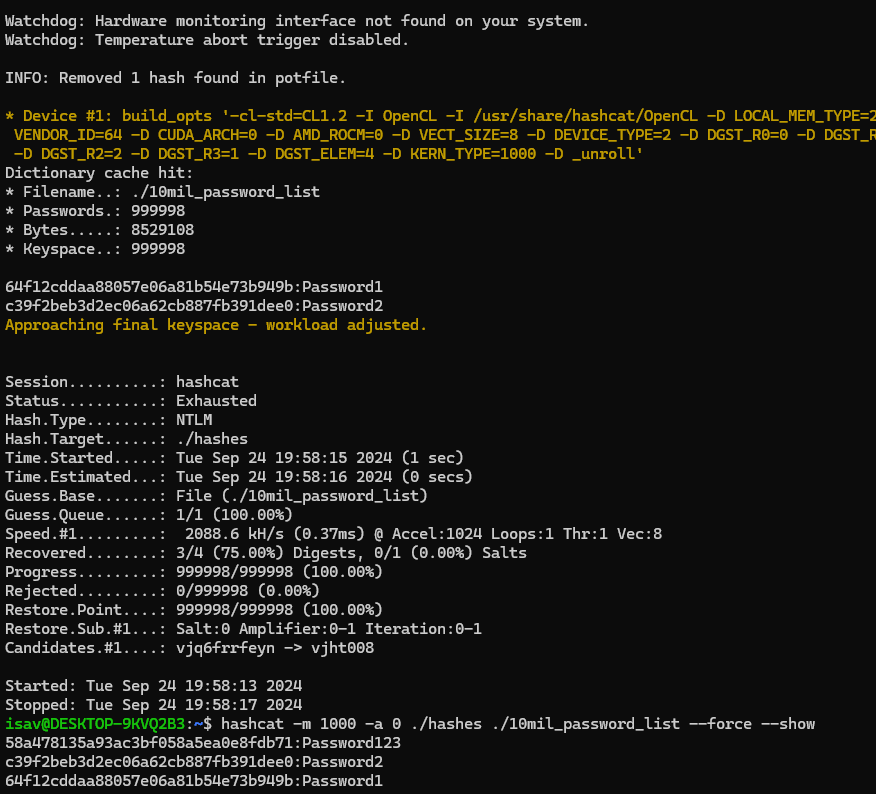 Watchdog: Hardware monitoring interface not found on your system.
Watchdog: Temperature abort trigger disabled.
INFO: Removed 1 hash found in potfile.
* Device #1: build_opts '-cl-std=CL1.2 -I OpenCL -I /usr/share/hashcat/OpenCL -D LOCAL_MEM_TYPE=2
VENDOR_ID=64 -D CUDA_ARCH=0 -D AMD_ROCM=0 -D VECT_SIZE=8 -D DEVICE_TYPE=2 -D DGST_R0=0 -D DGST_R
-D DGST_R2=2 -D DGST_R3=1 -D DGST_ELEM=4 -D KERN_TYPE=1000 -D _unroll'
Dictionary cache hit:
* Filename..: ./10mil_password_list
* Passwords.: 999998
* Bytes.....: 8529108
* Keyspace..: 999998
64f12cddaa88057e06a81b54e73b949b:Password1
c39f2beb3d2ec06a62cb887fb391dee0:Password2
Approaching final keyspace - workload adjusted.
Session..........: hashcat
Status...........: Exhausted
Hash.Type........: NTLM
Hash.Target......: ./hashes
Time.Started.....: Tue Sep 24 19:58:15 2024 (1 sec)
Time.Estimated...: Tue Sep 24 19:58:16 2024 (0 secs)
Guess.Base.......: File (./10mil_password_list)
Guess.Queue......: 1/1 (100.00%)
Speed.#1.........:  2088.6 kH/s (0.37ms) @ Accel:1024 Loops:1 Thr:1 Vec:8
Recovered........: 3/4 (75.00%) Digests, 0/1 (0.00%) Salts
Progress.........: 999998/999998 (100.00%)
Rejected.........: 0/999998 (0.00%)
Restore.Point....: 999998/999998 (100.00%)
Restore.Sub.#1...: Salt:0 Amplifier:0-1 Iteration:0-1
Candidates.#1....: vjq6frrfeyn -> vjht008
Started: Tue Sep 24 19:58:13 2024
Stopped: Tue Sep 24 19:58:17 2024
isav@DESKTOP-9KVQ2B3:~$ hashcat -m 1000 -a 0 ./hashes ./10mil_password_list --force --show
58a478135a93ac3bf058a5ea0e8fdb71:Password123
c39f2beb3d2ec06a62cb887fb391dee0:Password2
64f12cddaa88057e06a81b54e73b949b:Password1